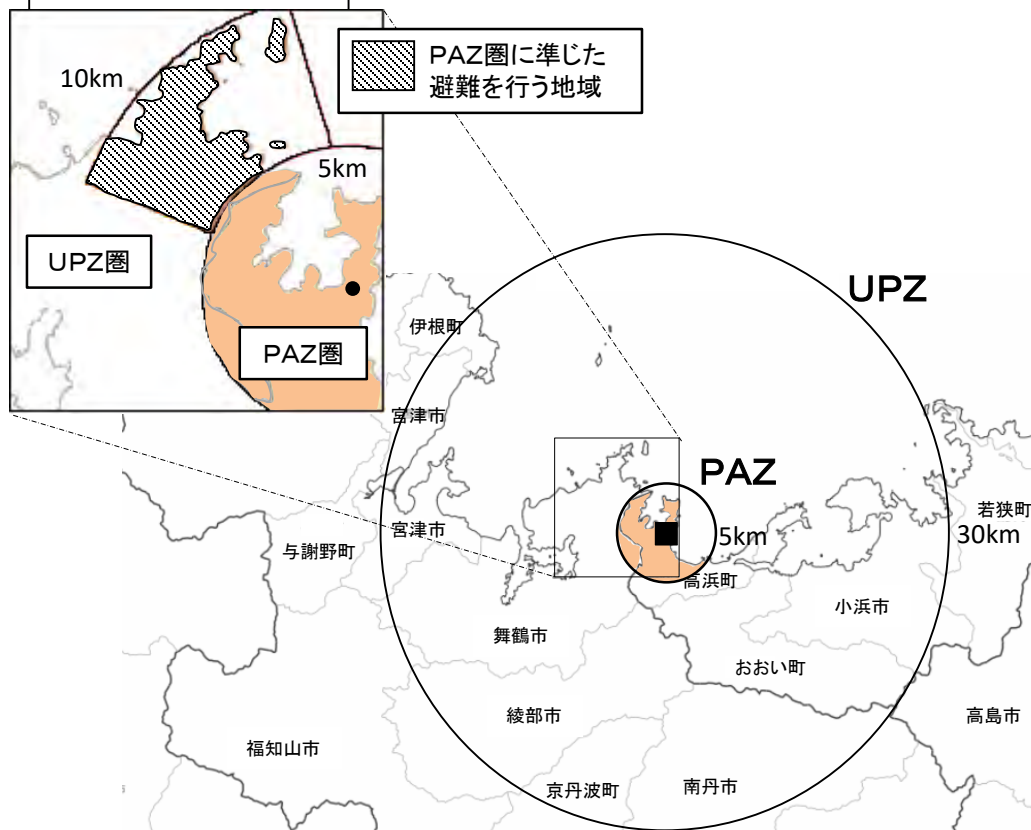 10km
PAZ圏に準じた
避難を行う地域
5km
UPZ圏
PAZ圏
UPZ
伊根町
宮津市
PAZ
若狭町
与謝野町
宮津市
5km
30km
高浜町
小浜市
舞鶴市
おおい町
綾部市
高島市
福知山市
京丹波町
南丹市